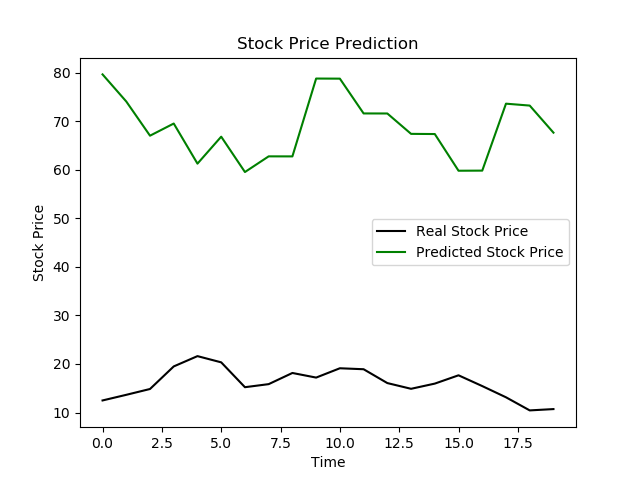 Stock Price Prediction
Stock Price
80
70
60
50
40
30
20
10
Real Stock Price
Predicted Stock Price
0.0 2.5 5.0 7.5 10.0 12.5 15.0 17.5
Time